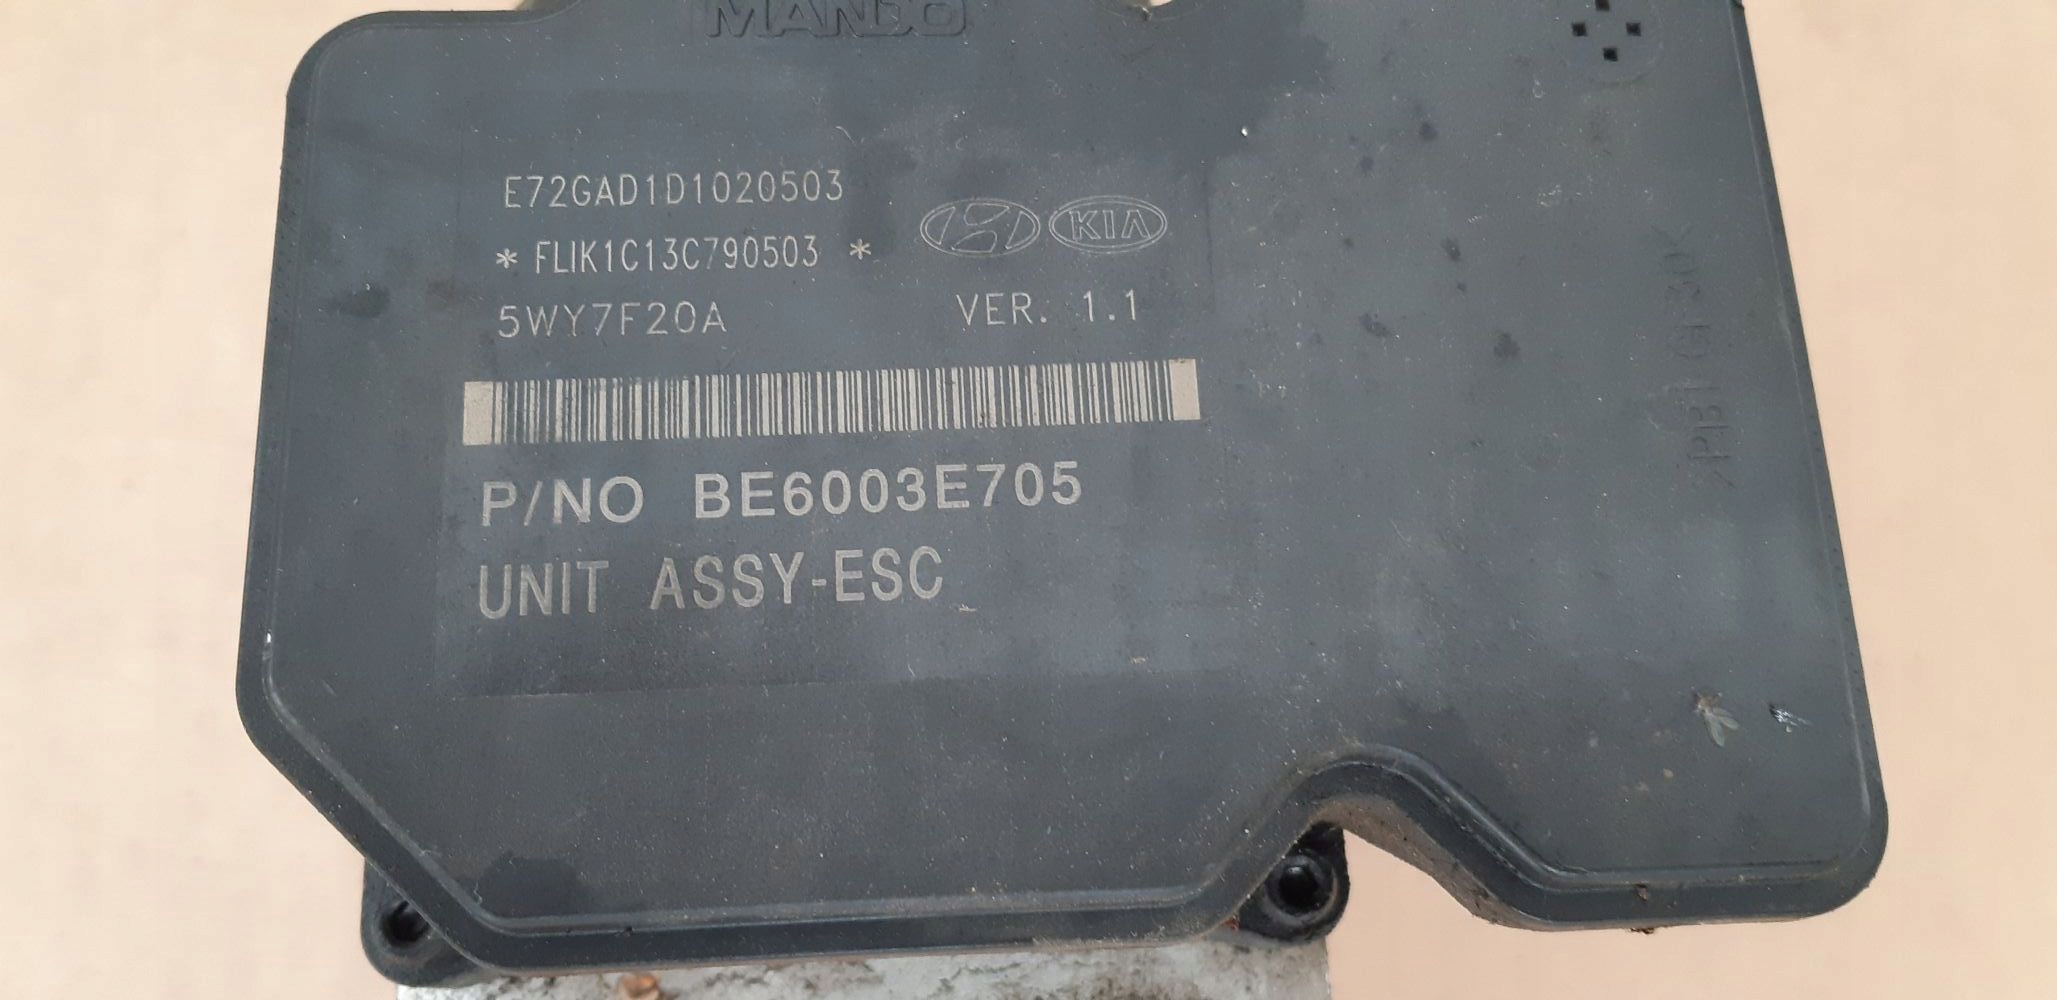 MANDO
E72GAD1D1020503
* FLIK1C13C790503 *
KIA
5WY7F20A VER. 1.1
P/NO BE6003E705
UNIT ASSY-ESC